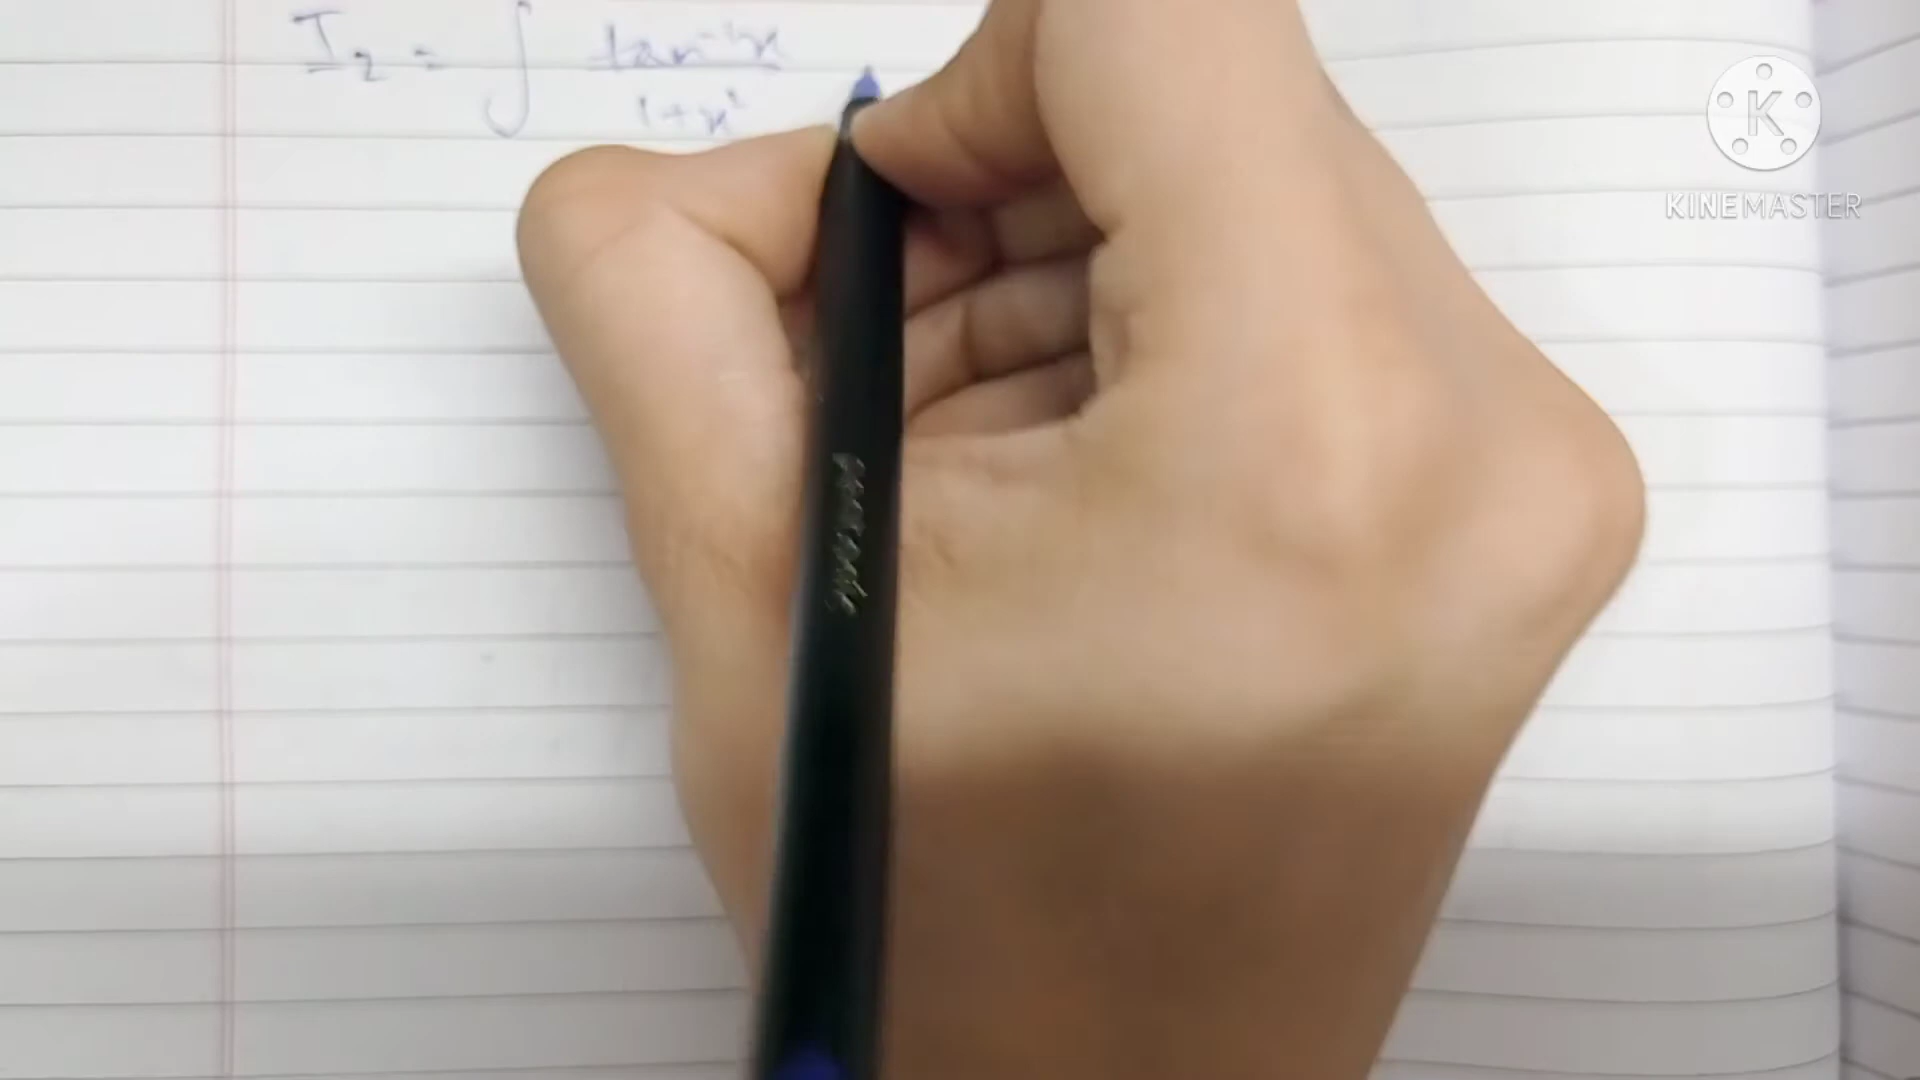 I₂ = ∫ tan⁻¹x / 1+x²
K
KINEMASTER